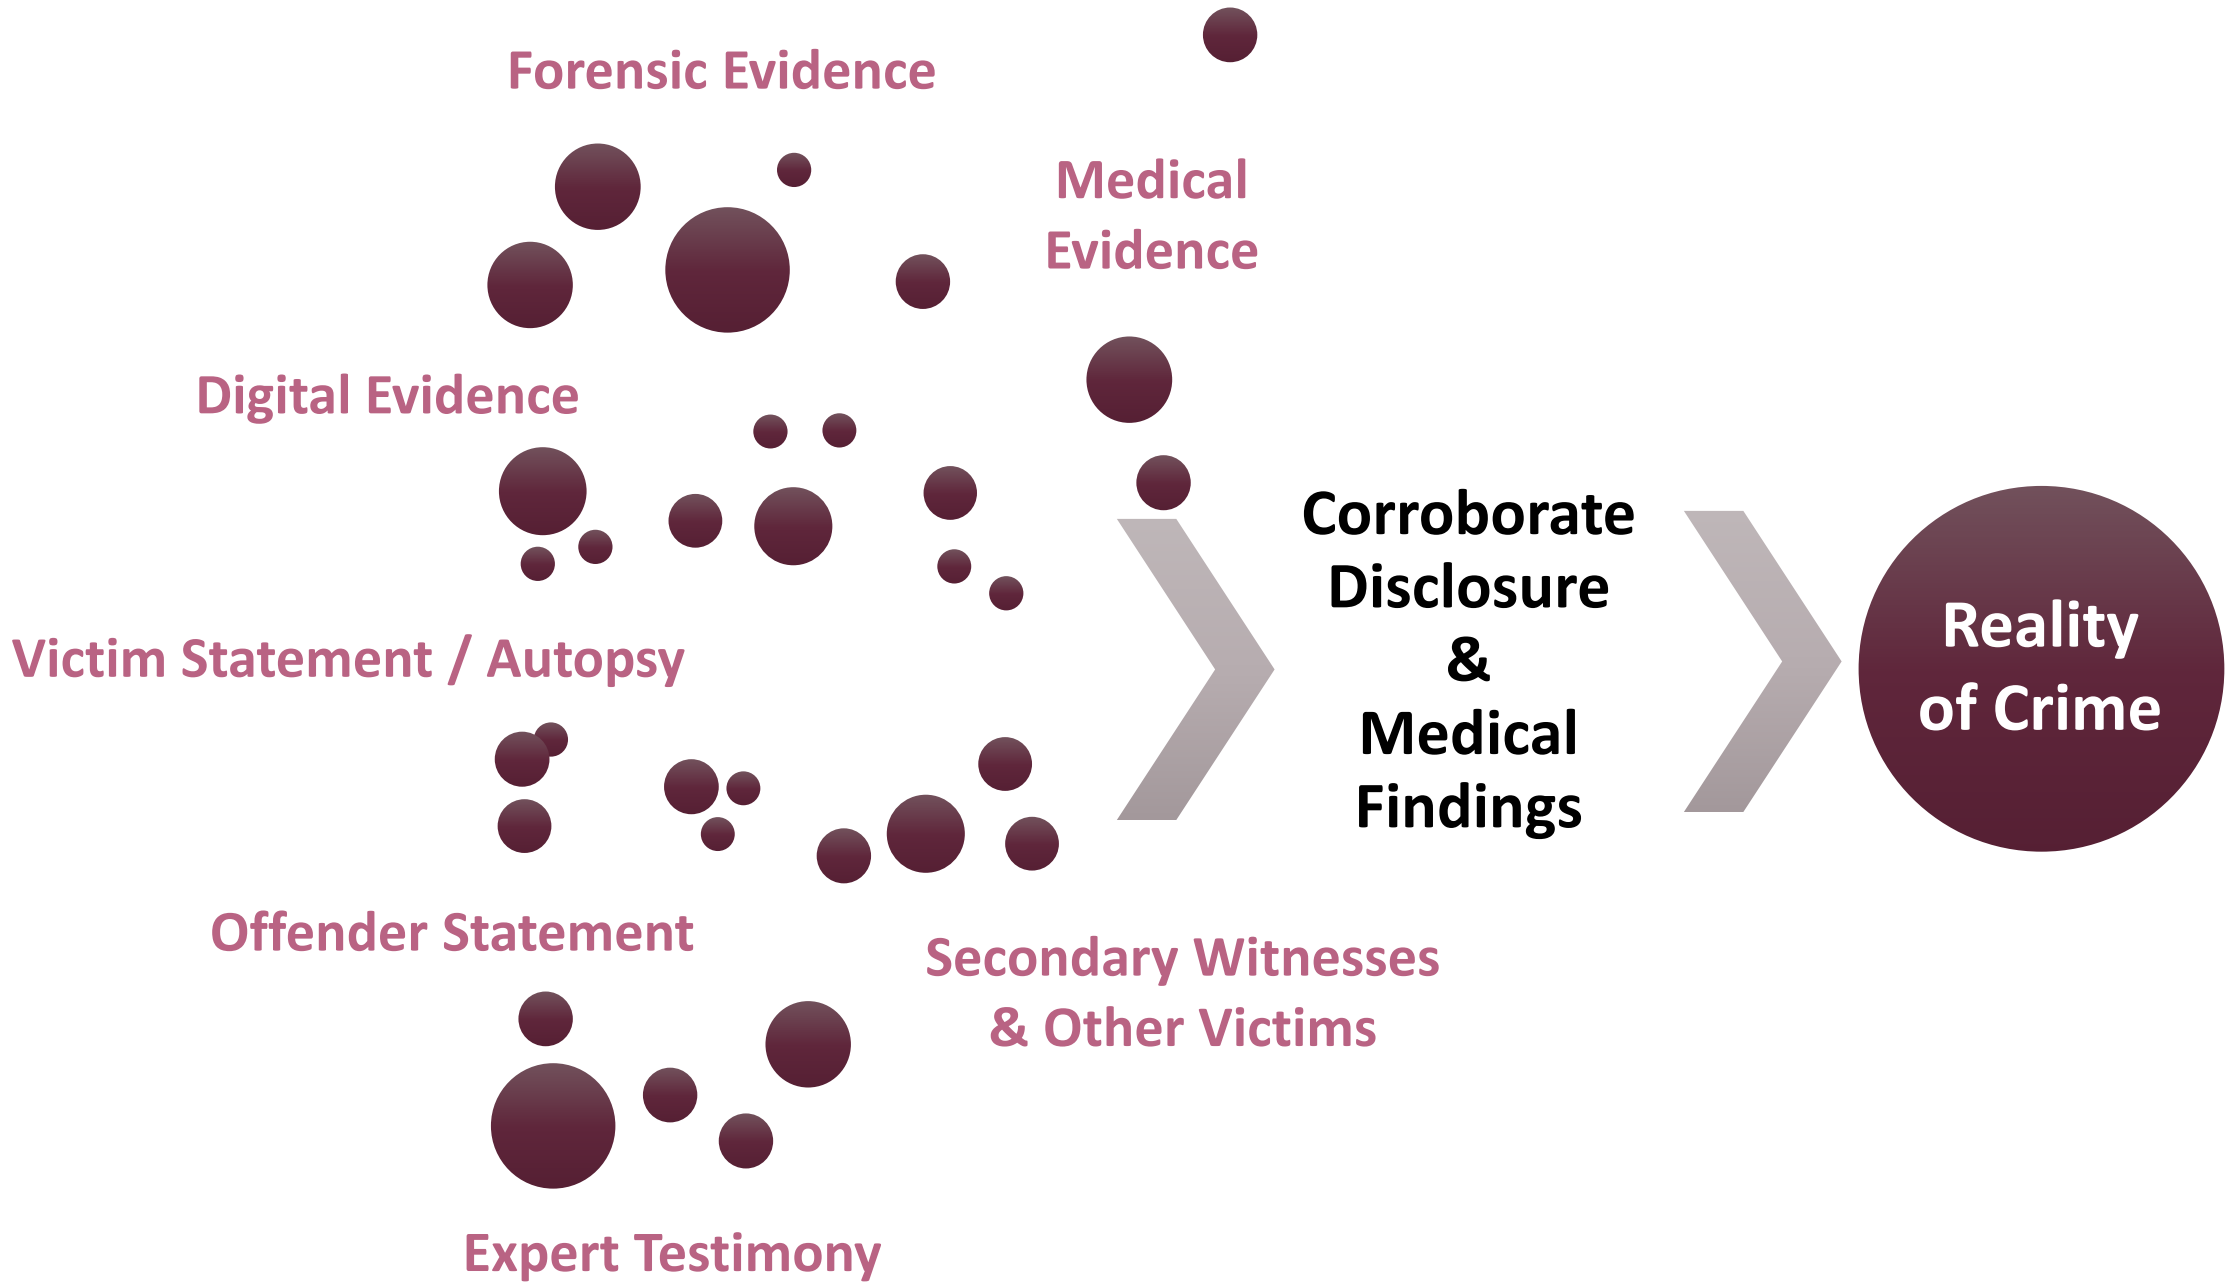 Forensic Evidence
Medical
Evidence
Digital Evidence
Victim Statement / Autopsy
Offender Statement
Secondary Witnesses
& Other Victims
Expert Testimony
Corroborate
Disclosure
&
Medical
Findings
Reality
of Crime